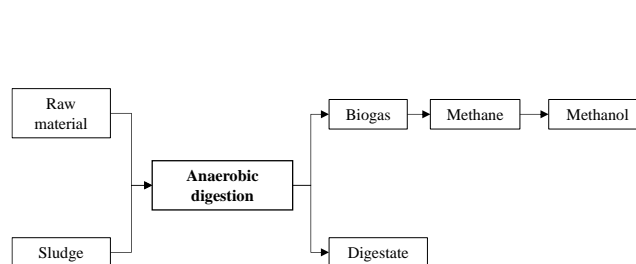 Raw
material
Biogas
Methane
Methanol
Anaerobic
digestion
Sludge
Digestate